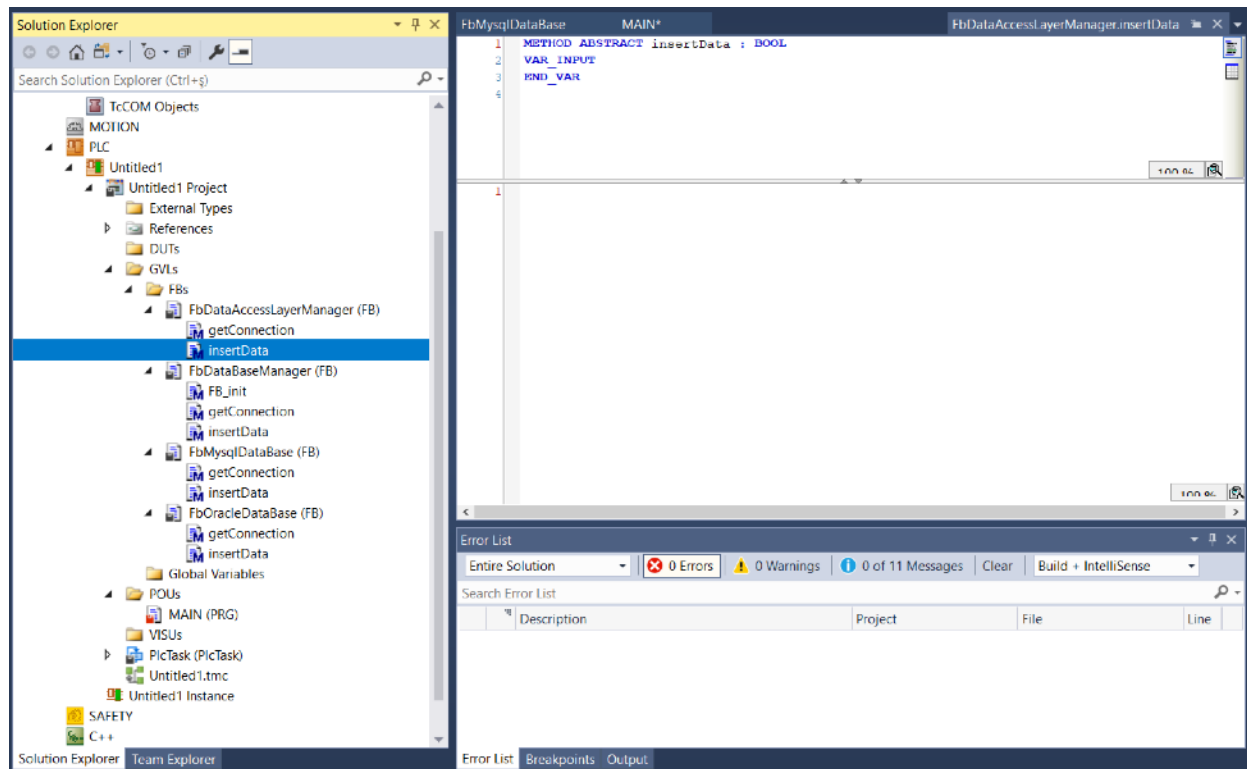 Solution Explorer
Search Solution Explorer (Ctrl+ş)
TcCOM Objects
MOTION
PLC
Untitled1
Untitled1 Project
External Types
References
DUTs
GVLs
FBs
FbDataAccessLayerManager (FB)
getConnection
insertData
FbDataBaseManager (FB)
FB_init
getConnection
insertData
FbMysqlDataBase (FB)
getConnection
insertData
FbOracleDataBase (FB)
getConnection
insertData
Global Variables
POUs
MAIN (PRG)
VISUs
PlcTask (PlcTask)
Untitled1.tmc
Untitled1 Instance
SAFETY
C++
Solution Explorer Team Explorer
FbMysqlDataBase MAIN* FbDataAccessLayerManager.insertData
1 METHOD ABSTRACT insertData : BOOL
2 VAR_INPUT
3 END_VAR
4
100 %
1
100 %
Error List
Entire Solution 0 Errors 0 Warnings 0 of 11 Messages Clear Build + IntelliSense
Search Error List
Description Project File Line
Error List Breakpoints Output